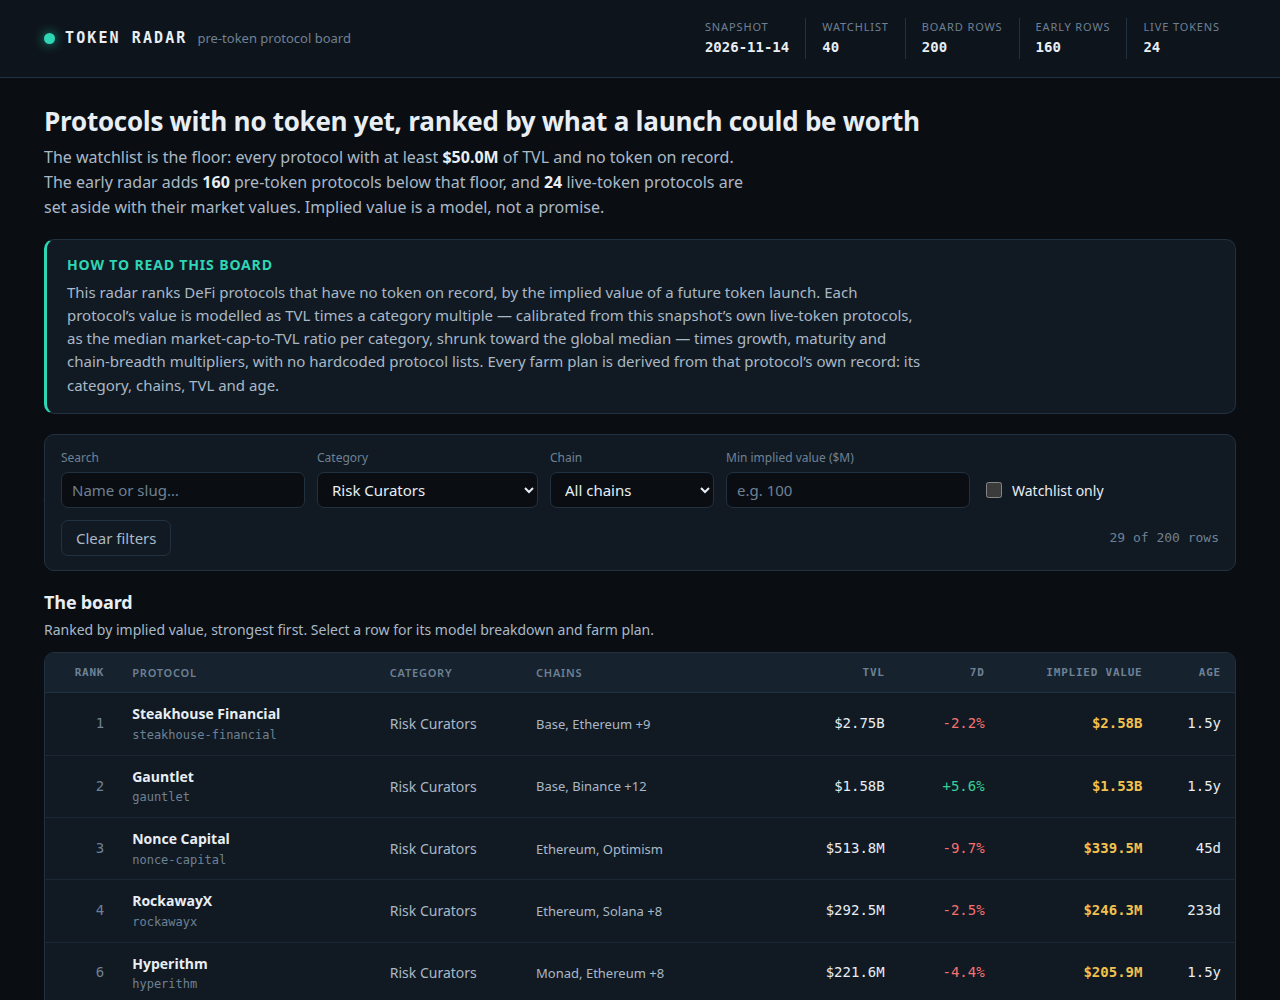 TOKEN RADAR pre-token protocol board
SNAPSHOT WATCHLIST BOARD ROWS EARLY ROWS LIVE TOKENS
2026-11-14 40 200 160 24
Protocols with no token yet, ranked by what a launch could be worth
The watchlist is the floor: every protocol with at least $50.0M of TVL and no token on record.
The early radar adds 160 pre-token protocols below that floor, and 24 live-token protocols are
set aside with their market values. Implied value is a model, not a promise.
HOW TO READ THIS BOARD
This radar ranks DeFi protocols that have no token on record, by the implied value of a future token launch. Each
protocol’s value is modelled as TVL times a category multiple — calibrated from this snapshot’s own live-token protocols,
as the median market-cap-to-TVL ratio per category, shrunk toward the global median — times growth, maturity and
chain-breadth multipliers, with no hardcoded protocol lists. Every farm plan is derived from that protocol’s own record: its
category, chains, TVL and age.
Search Category Chain Min implied value ($M)
Name or slug... Risk Curators All chains e.g. 100 Watchlist only
Clear filters 29 of 200 rows
The board
Ranked by implied value, strongest first. Select a row for its model breakdown and farm plan.
RANK PROTOCOL CATEGORY CHAINS TVL 7D IMPLIED VALUE AGE
1 Steakhouse Financial Risk Curators Base, Ethereum +9 $2.75B -2.2% $2.58B 1.5y
steakhouse-financial
2 Gauntlet Risk Curators Base, Binance +12 $1.58B +5.6% $1.53B 1.5y
gauntlet
3 Nonce Capital Risk Curators Ethereum, Optimism $513.8M -9.7% $339.5M 45d
nonce-capital
4 RockawayX Risk Curators Ethereum, Solana +8 $292.5M -2.5% $246.3M 233d
rockawayx
6 Hyperithm Risk Curators Monad, Ethereum +8 $221.6M -4.4% $205.9M 1.5y
hyperithm